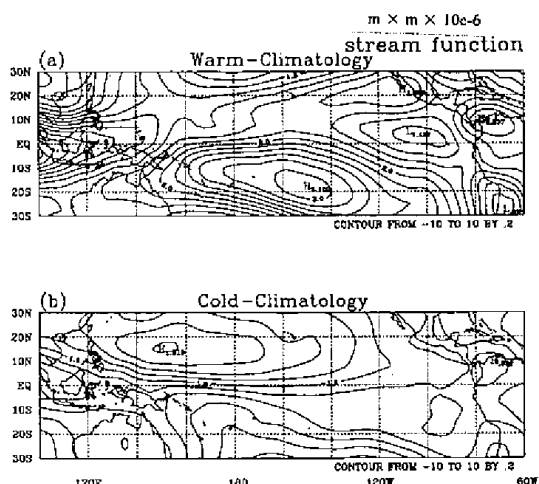 m × m × 10e-6
stream function
(a) Warm-Climatology
30N
20N
10N
EQ
10S
20S
30S
CONTOUR FROM -10 TO 10 BY .2
(b) Cold-Climatology
30N
20N
10N
EQ
10S
20S
30S
CONTOUR FROM -10 TO 10 BY .2
120E 180 120W 60W